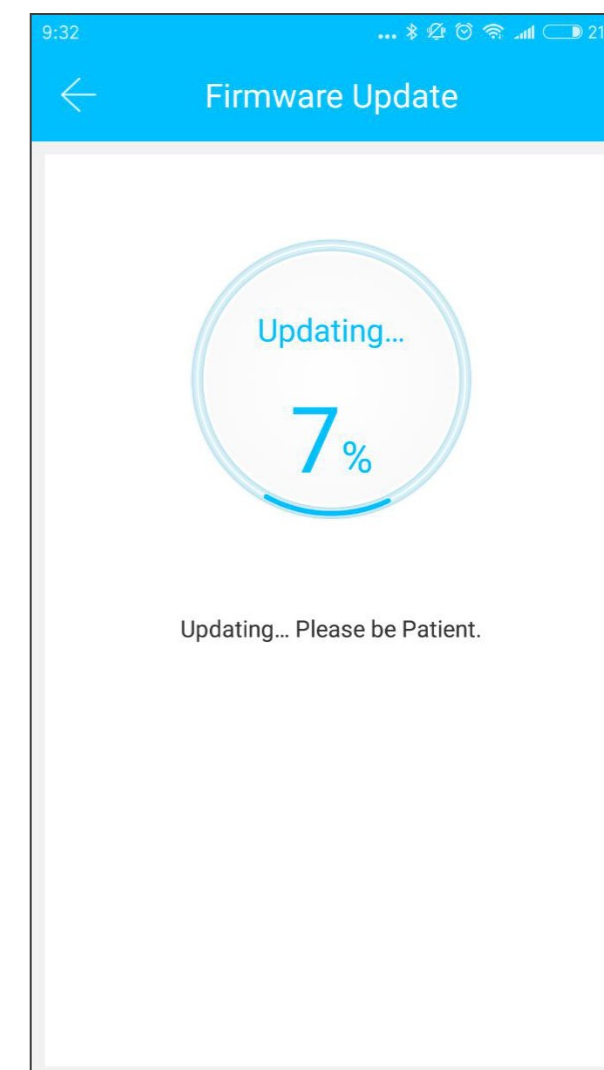 9:32
... 21
Firmware Update
Updating...
7%
Updating... Please be Patient.